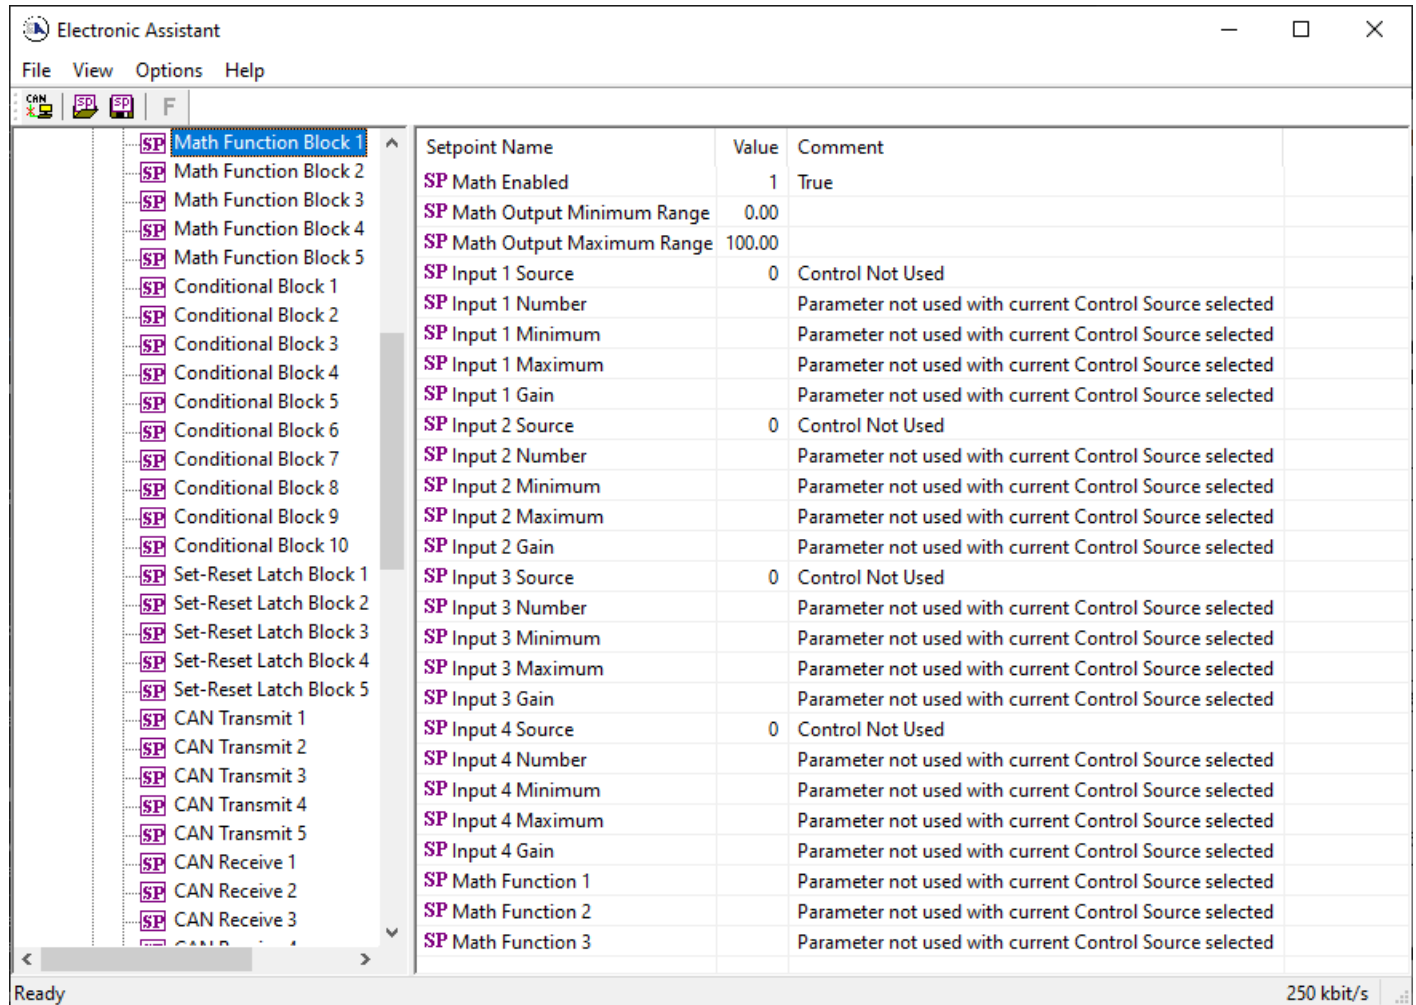 Electronic Assistant
File View Options Help
CAN SP SP F
SP Math Function Block 1
SP Math Function Block 2
SP Math Function Block 3
SP Math Function Block 4
SP Math Function Block 5
SP Conditional Block 1
SP Conditional Block 2
SP Conditional Block 3
SP Conditional Block 4
SP Conditional Block 5
SP Conditional Block 6
SP Conditional Block 7
SP Conditional Block 8
SP Conditional Block 9
SP Conditional Block 10
SP Set-Reset Latch Block 1
SP Set-Reset Latch Block 2
SP Set-Reset Latch Block 3
SP Set-Reset Latch Block 4
SP Set-Reset Latch Block 5
SP CAN Transmit 1
SP CAN Transmit 2
SP CAN Transmit 3
SP CAN Transmit 4
SP CAN Transmit 5
SP CAN Receive 1
SP CAN Receive 2
SP CAN Receive 3
Setpoint Name Value Comment
SP Math Enabled 1 True
SP Math Output Minimum Range 0.00
SP Math Output Maximum Range 100.00
SP Input 1 Source 0 Control Not Used
SP Input 1 Number Parameter not used with current Control Source selected
SP Input 1 Minimum Parameter not used with current Control Source selected
SP Input 1 Maximum Parameter not used with current Control Source selected
SP Input 1 Gain Parameter not used with current Control Source selected
SP Input 2 Source 0 Control Not Used
SP Input 2 Number Parameter not used with current Control Source selected
SP Input 2 Minimum Parameter not used with current Control Source selected
SP Input 2 Maximum Parameter not used with current Control Source selected
SP Input 2 Gain Parameter not used with current Control Source selected
SP Input 3 Source 0 Control Not Used
SP Input 3 Number Parameter not used with current Control Source selected
SP Input 3 Minimum Parameter not used with current Control Source selected
SP Input 3 Maximum Parameter not used with current Control Source selected
SP Input 3 Gain Parameter not used with current Control Source selected
SP Input 4 Source 0 Control Not Used
SP Input 4 Number Parameter not used with current Control Source selected
SP Input 4 Minimum Parameter not used with current Control Source selected
SP Input 4 Maximum Parameter not used with current Control Source selected
SP Input 4 Gain Parameter not used with current Control Source selected
SP Math Function 1 Parameter not used with current Control Source selected
SP Math Function 2 Parameter not used with current Control Source selected
SP Math Function 3 Parameter not used with current Control Source selected
Ready 250 kbit/s